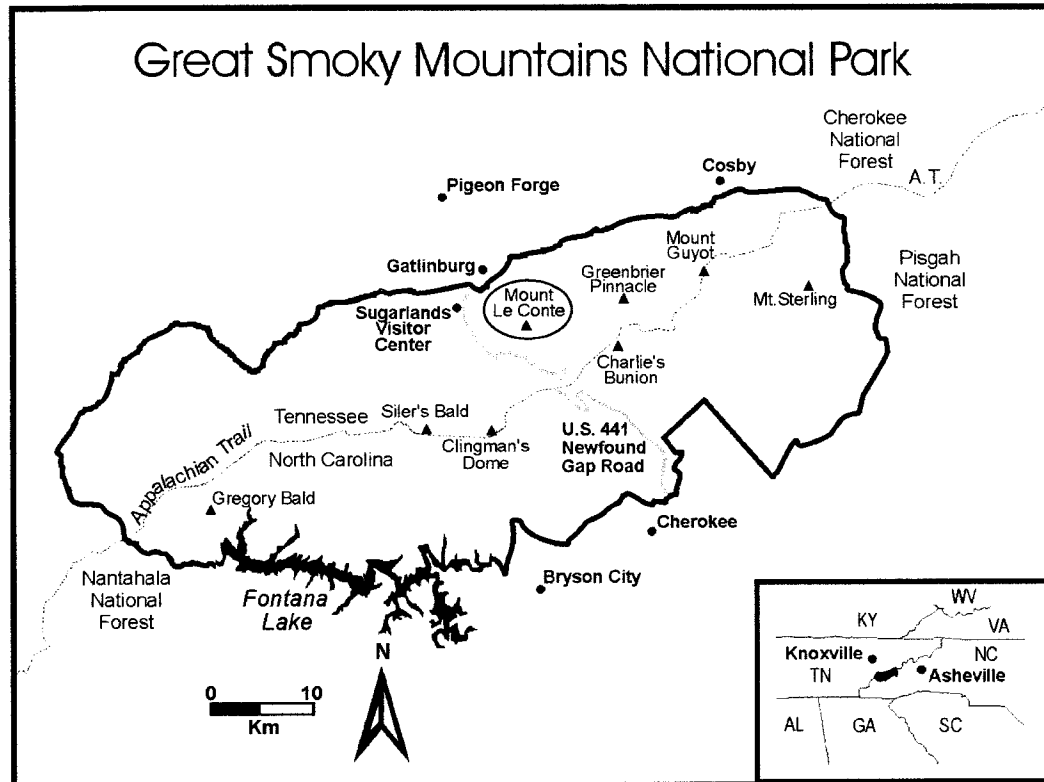 Great Smoky Mountains National Park
Cherokee
National
Forest
A.T.
Cosby
Pigeon Forge
Mount
Guyot
Pisgah
National
Forest
Gatlinburg
Greenbrier
Pinnacle
Mt.Sterling
Mount
Le Conte
Sugarlands
Visitor
Center
Charlie's
Bunion
Tennessee
Siler's Bald
U.S. 441
Newfound
Gap Road
Clingman's
Dome
North Carolina
Appalachian Trail
Gregory Bald
Cherokee
Nantahala
National
Forest
Fontana
Lake
Bryson City
N
0 10
Km
WV
KY
VA
Knoxville
NC
TN
Asheville
AL
GA
SC